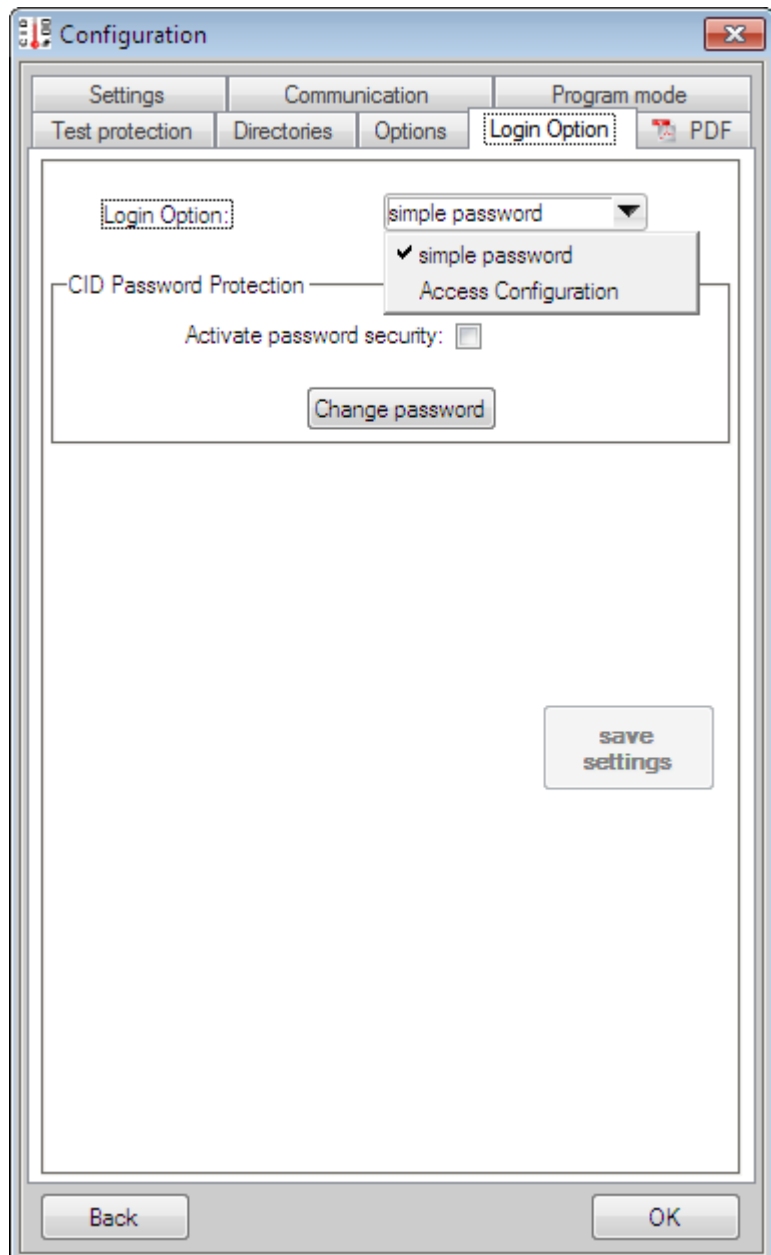 Configuration
Settings Communication Program mode
Test protection Directories Options Login Option PDF
Login Option: simple password
simple password
Access Configuration
CID Password Protection
Activate password security:
Change password
save
settings
Back OK